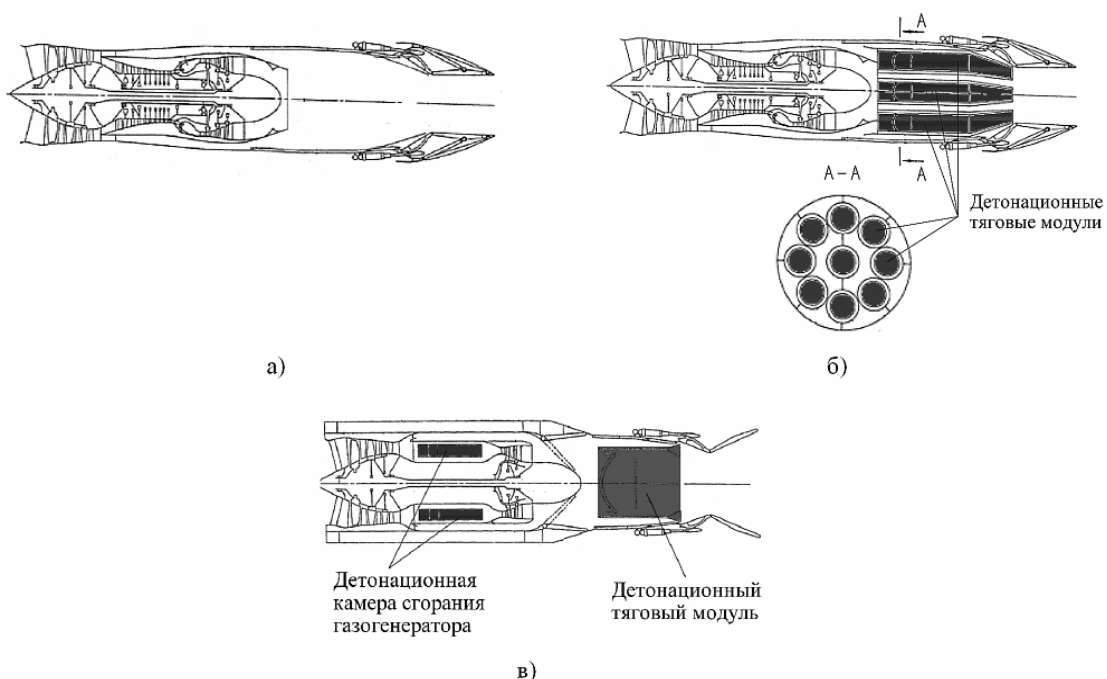 А
А
А – А
Детонационные
тяговые модули
а)
б)
Детонационная
камера сгорания
газогенератора
Детонационный
тяговый модуль
в)